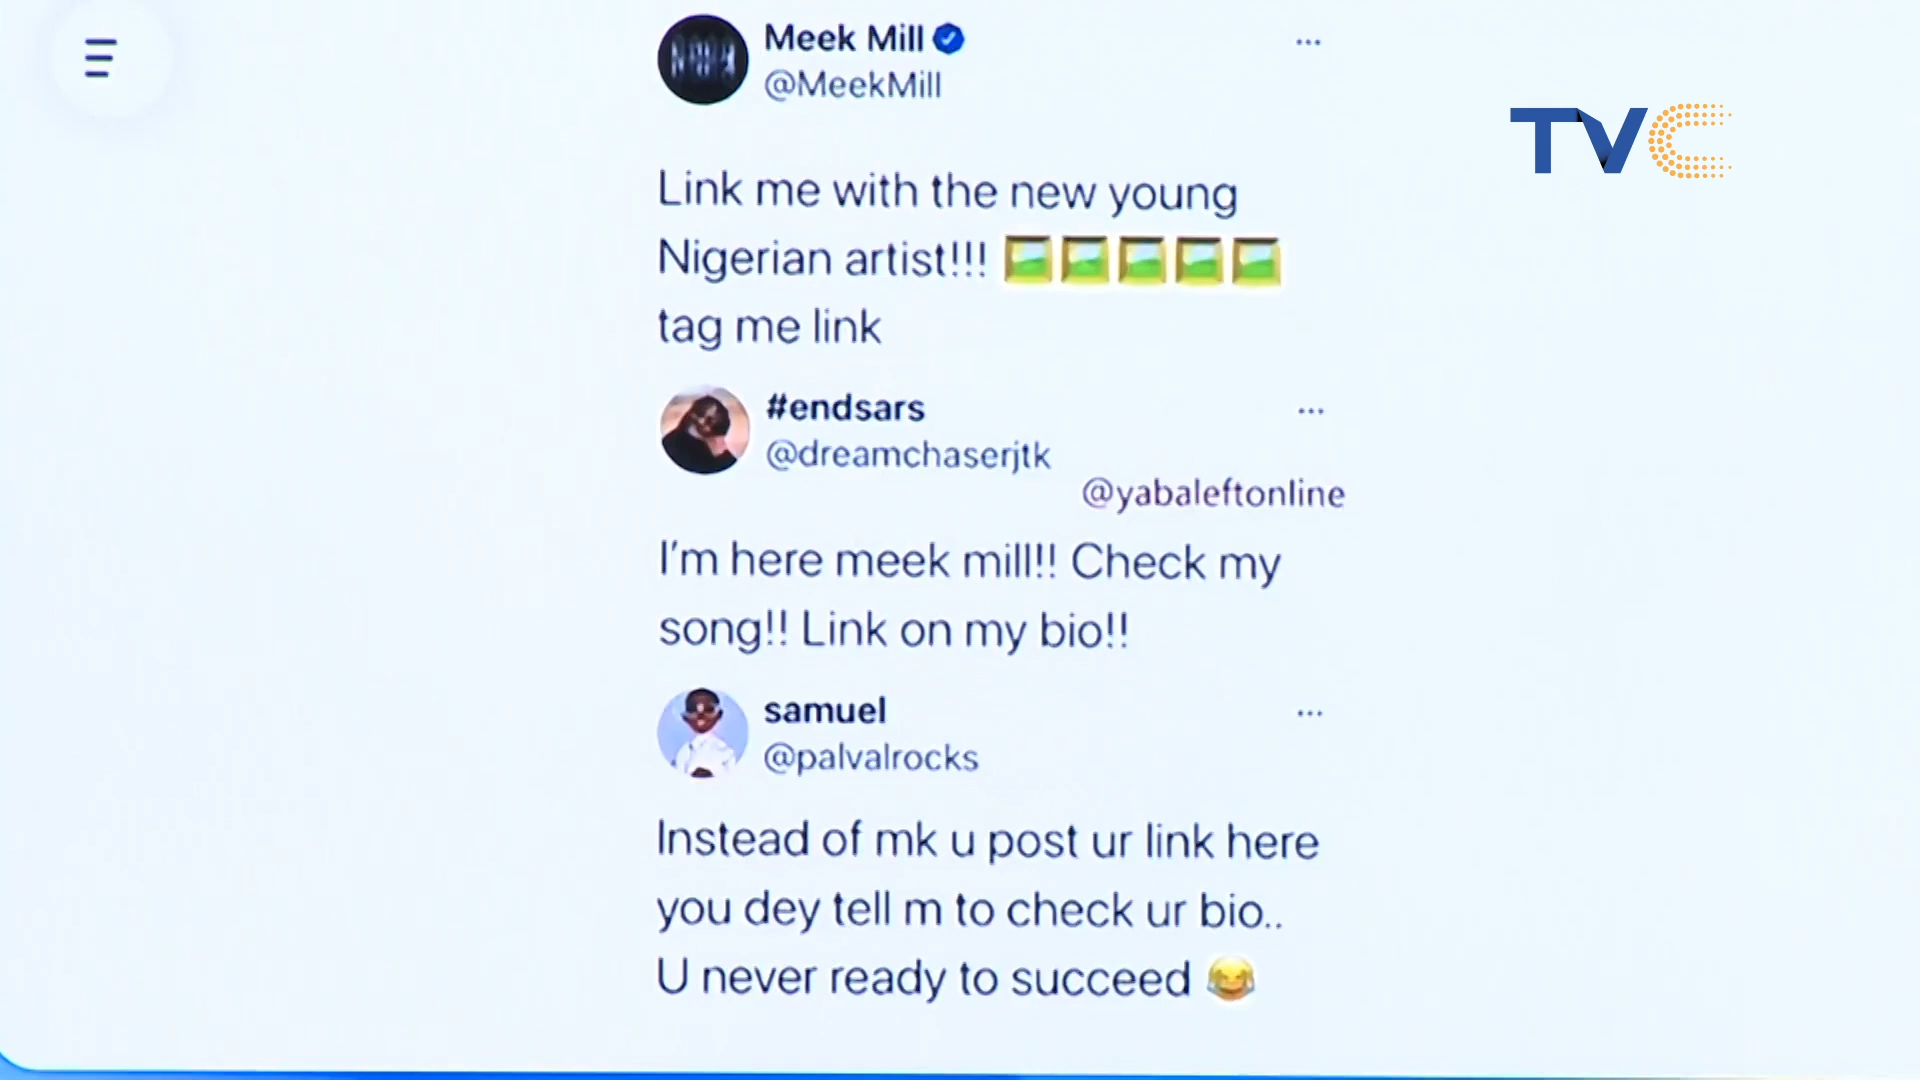 Meek Mill
@MeekMill
TVC
Link me with the new young
Nigerian artist!!! 🖼️🖼️🖼️🖼️🖼️
tag me link
#endsars
@dreamchaserjtk
@yabaleftonline
I'm here meek mill!! Check my
song!! Link on my bio!!
samuel
@palvalrocks
Instead of mk u post ur link here
you dey tell m to check ur bio..
U never ready to succeed 😂